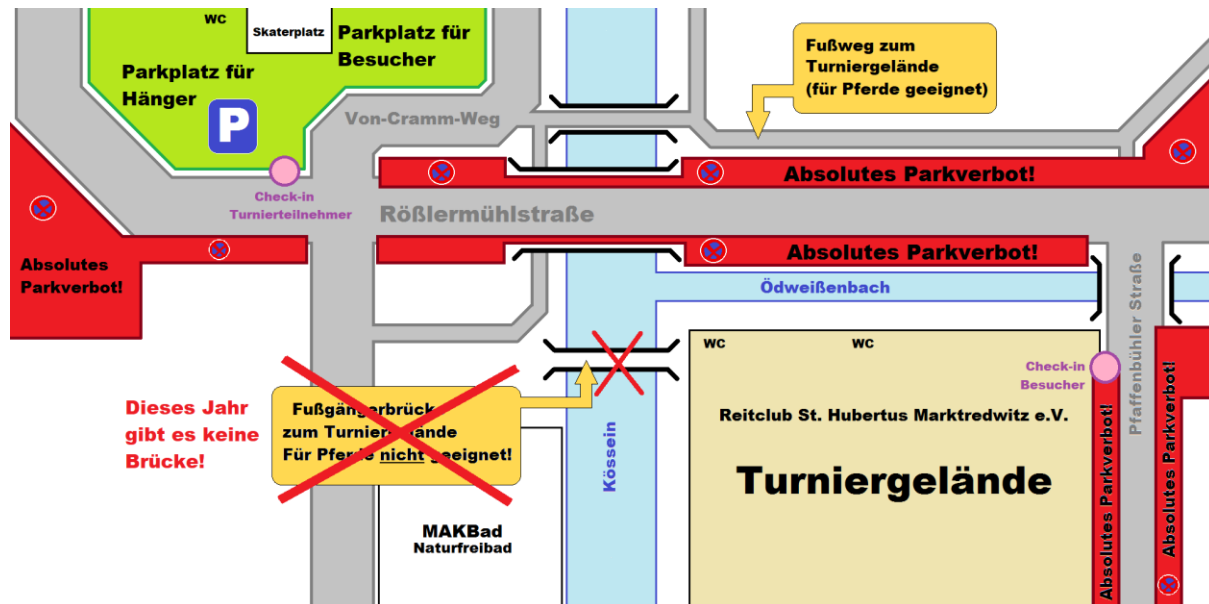 WC
Skaterplatz
Parkplatz für
Besucher
Parkplatz für
Hänger
P
Fußweg zum
Turniergelände
(für Pferde geeignet)
Von-Cramm-Weg
Absolutes Parkverbot!
Check-in
Turnierteilnehmer
Rößlermühlstraße
Absolutes Parkverbot!
Absolutes
Parkverbot!
Ödweißenbach
Pfaffenbühler Straße
WC
WC
Check-in
Besucher
Dieses Jahr
gibt es keine
Brücke!
Fußgängerbrück
zum Turniergelände
Für Pferde nicht geeignet!
Reitclub St. Hubertus Marktredwitz e.V.
Turniergelände
Kössein
MAKBad
Naturfreibad
Absolutes Parkverbot!
Absolutes Parkverbot!